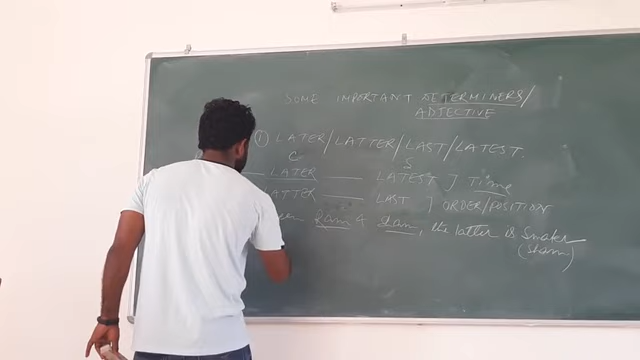 SOME IMPORTANT DETERMINERS/
ADJECTIVE
① LATER/LATTER/LAST/LATEST.
C S
LATER — LATEST ] Time
LATTER — LAST ] ORDER/POSITION
Ram & Sham, the latter is Smarter
(Sham)